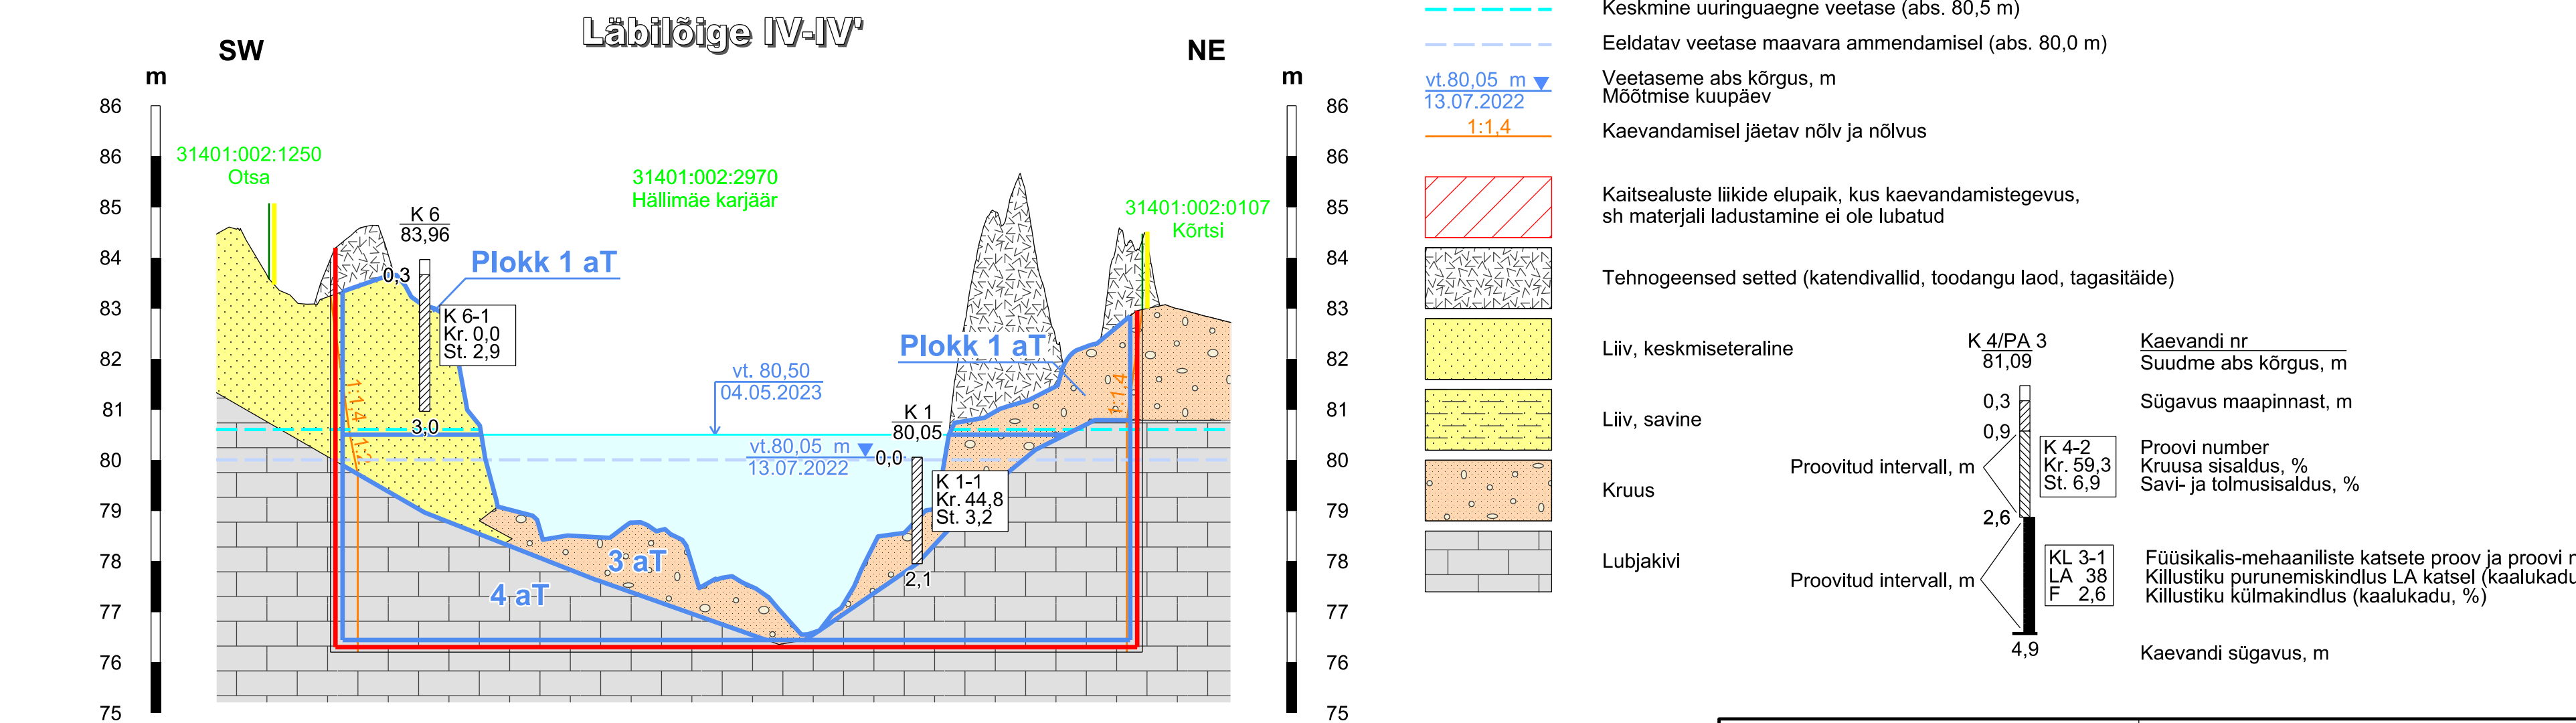 Läbilõige IV-IV'
SW
NE
m
m
86
86
85
84
83
82
81
80
79
78
77
76
75
86
86
85
84
83
82
81
80
79
78
77
76
75
31401:002:1250
Otsa
K 6
83,96
0,3
Plokk 1 aT
K 6-1
Kr. 0,0
St. 2,9
3,0
31401:002:2970
Hällimäe karjäär
31401:002:0107
Kõrtsi
Plokk 1 aT
1:1,4
vt. 80,50
04.05.2023
K 1
80,05
vt.80,05 m
13.07.2022
0,0
K 1-1
Kr. 44,8
St. 3,2
2,1
3 aT
4 aT
Keskmine uuringuaegne veetase (abs. 80,5 m)
Eeldatav veetase maavara ammendamisel (abs. 80,0 m)
vt.80,05 m
13.07.2022
Veetaseme abs kõrgus, m
Mõõtmise kuupäev
1:1,4
Kaevandamisel jäetav nõlv ja nõlvus
Kaitsealuste liikide elupaik, kus kaevandamistegevus,
sh materjali ladustamine ei ole lubatud
Tehnogeensed setted (katendivallid, toodangu laod, tagasitäide)
Liiv, keskmiseteraline
Liiv, savine
Kruus
Lubjakivi
K 4/PA 3
81,09
Kaevandi nr
Suudme abs kõrgus, m
0,3
Sügavus maapinnast, m
0,9
Proovitud intervall, m
K 4-2
Kr. 59,3
St. 6,9
Proovi number
Kruusa sisaldus, %
Savi- ja tolmusisaldus, %
2,6
Proovitud intervall, m
KL 3-1
LA 38
F 2,6
Füüsikalis-mehaaniliste katsete proov ja proovi
Killustiku purunemiskindlus LA katsel (kaalukadu
Killustiku külmakindlus (kaalukadu, %)
4,9
Kaevandi sügavus, m